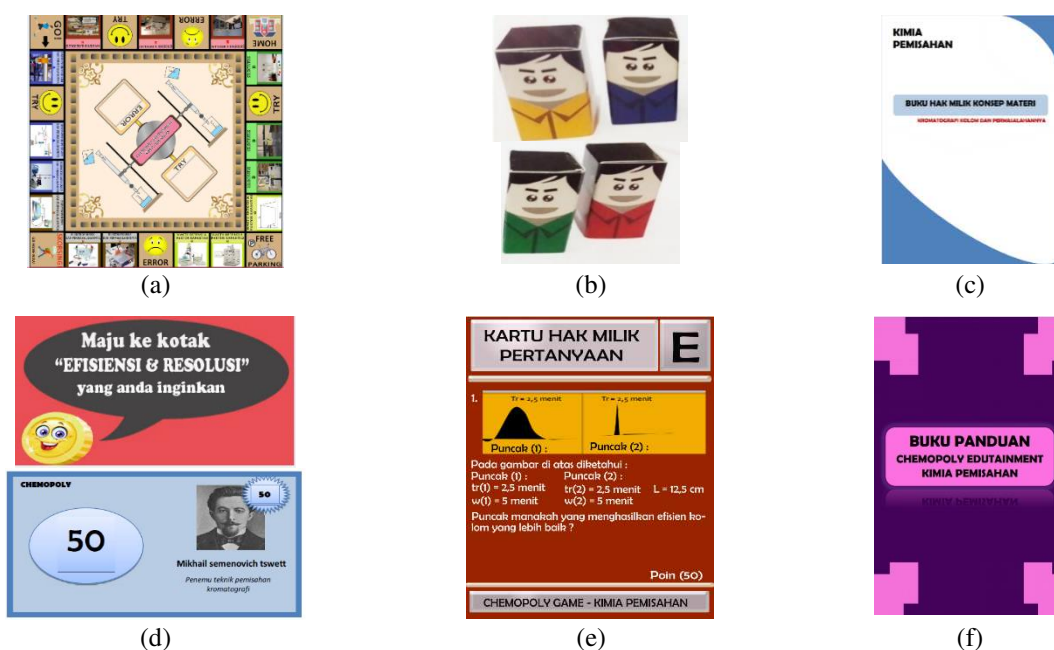 GO
TRY
ERROR
HOME
TRY
TRY
ERROR
TRY
ERROR
FREE
PARKING
(a)
(b)
KIMIA
PEMISAHAN
BUKU HAK MILIK KONSEP MATERI
KROMATOGRAFI KOLOM DAN PERMASALAHANNYA
(c)
Maju ke kotak
“EFISIENSI & RESOLUSI”
yang anda inginkan
CHEMOPOLY
50
50
Mikhail semenovich tswett
Penemu teknik pemisahan
kromatografi
(d)
KARTU HAK MILIK
PERTANYAAN
E
1.
Tr = 2,5 menit
Tr = 2,5 menit
Puncak (1) :
Puncak (2) :
Pada gambar di atas diketahui :
Puncak (1) : Puncak (2) :
tr(1) = 2,5 menit tr(2) = 2,5 menit L = 12,5 cm
w(1) = 5 menit w(2) = 5 menit
Puncak manakah yang menghasilkan efisien ko-
lom yang lebih baik ?
Poin (50)
CHEMOPOLY GAME - KIMIA PEMISAHAN
(e)
BUKU PANDUAN
CHEMOPOLY EDUTAINMENT
KIMIA PEMISAHAN
(f)